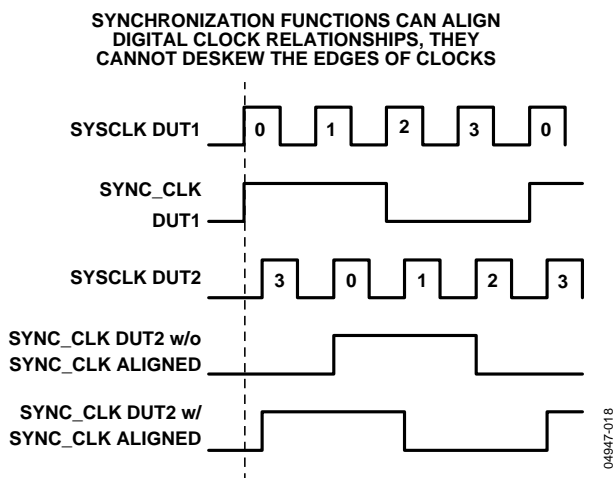 SYNCHRONIZATION FUNCTIONS CAN ALIGN
DIGITAL CLOCK RELATIONSHIPS, THEY
CANNOT DESKEW THE EDGES OF CLOCKS
SYSCLK DUT1
0 1 2 3 0
SYNC_CLK
DUT1
SYSCLK DUT2
3 0 1 2 3
SYNC_CLK DUT2 w/o
SYNC_CLK ALIGNED
SYNC_CLK DUT2 w/
SYNC_CLK ALIGNED
04947-018